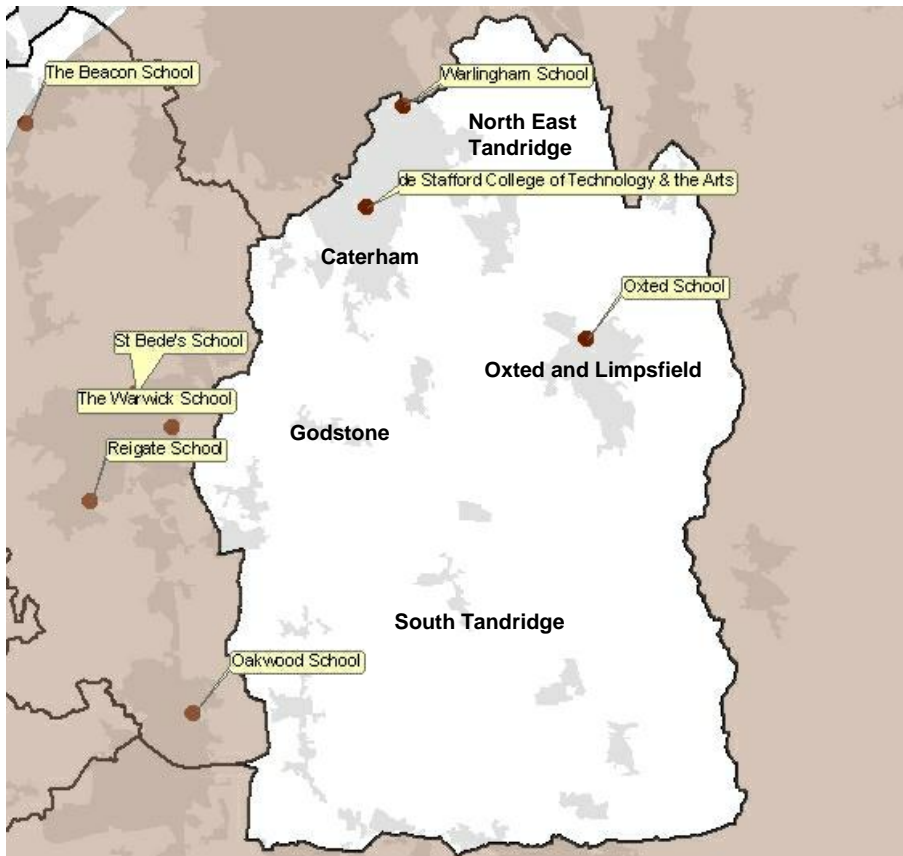 The Beacon School
Warlingham School
North East
Tandridge
de Stafford College of Technology & the Arts
Caterham
Oxted School
St Bede's School
Oxted and Limpsfield
The Warwick School
Godstone
Reigate School
South Tandridge
Oakwood School